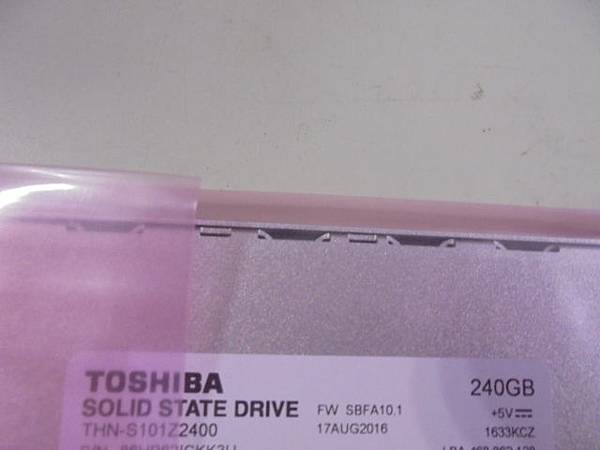 TOSHIBA 240GB
SOLID STATE DRIVE FW SBFA10.1 +5V⎓
THN-S101Z2400 17AUG2016 1633KCZ